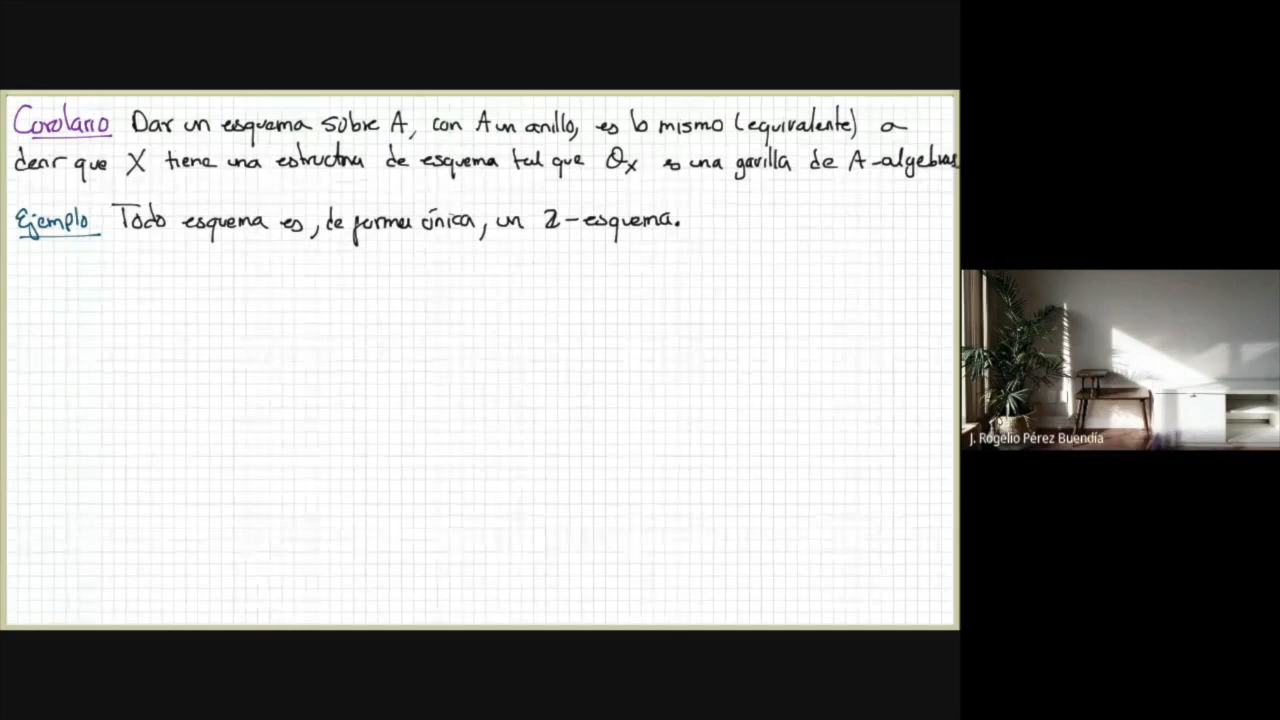 Corolario Dar un esquema sobre A, con A un anillo, es lo mismo (equivalente) a
decir que X tiene una estructura de esquema tal que O_X es una gavilla de A-algebras
Ejemplo Todo esquema es, de forma única, un Z-esquema.
J. Rogelio Pérez Buendía